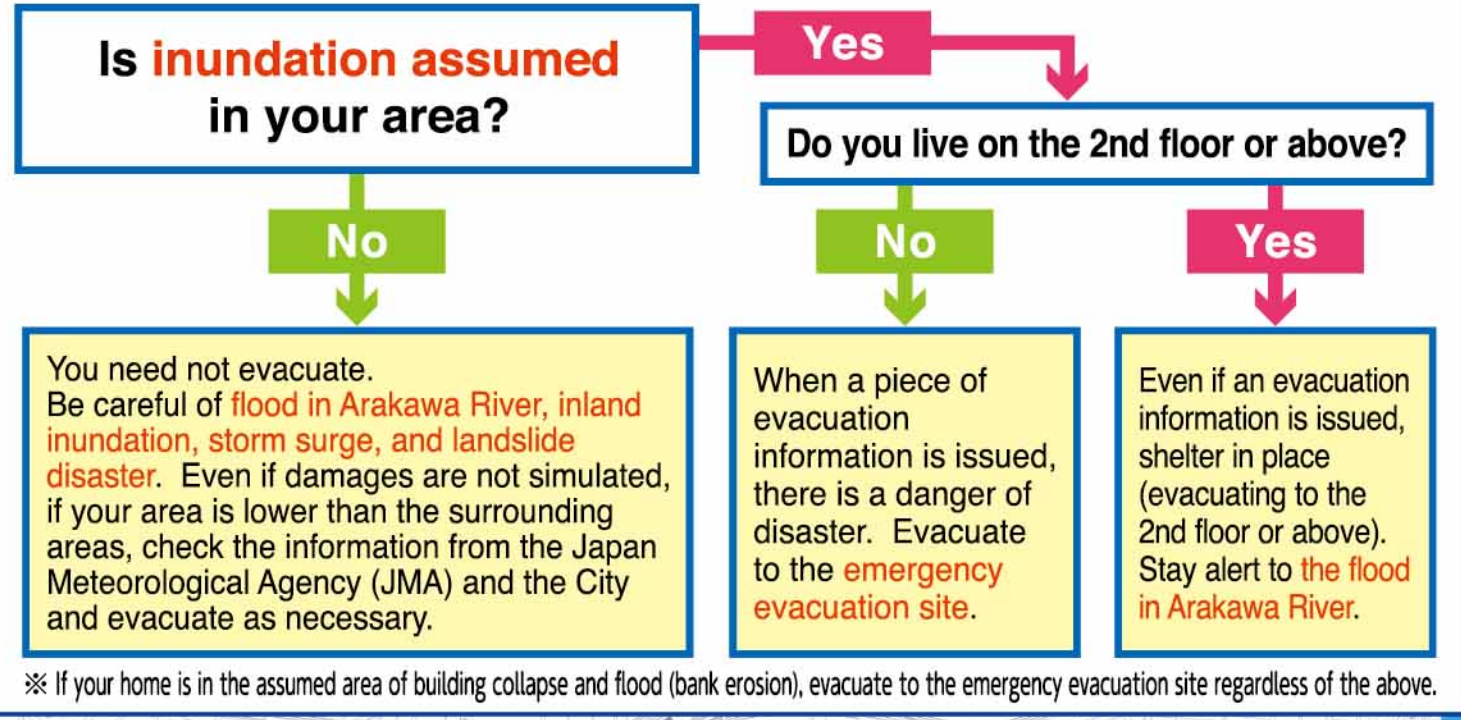 Is inundation assumed
in your area?
Yes
Do you live on the 2nd floor or above?
No
No
Yes
You need not evacuate.
Be careful of flood in Arakawa River, inland
inundation, storm surge, and landslide
disaster. Even if damages are not simulated,
if your area is lower than the surrounding
areas, check the information from the Japan
Meteorological Agency (JMA) and the City
and evacuate as necessary.
When a piece of
evacuation
information is issued,
there is a danger of
disaster. Evacuate
to the emergency
evacuation site.
Even if an evacuation
information is issued,
shelter in place
(evacuating to the
2nd floor or above).
Stay alert to the flood
in Arakawa River.
※ If your home is in the assumed area of building collapse and flood (bank erosion), evacuate to the emergency evacuation site regardless of the above.